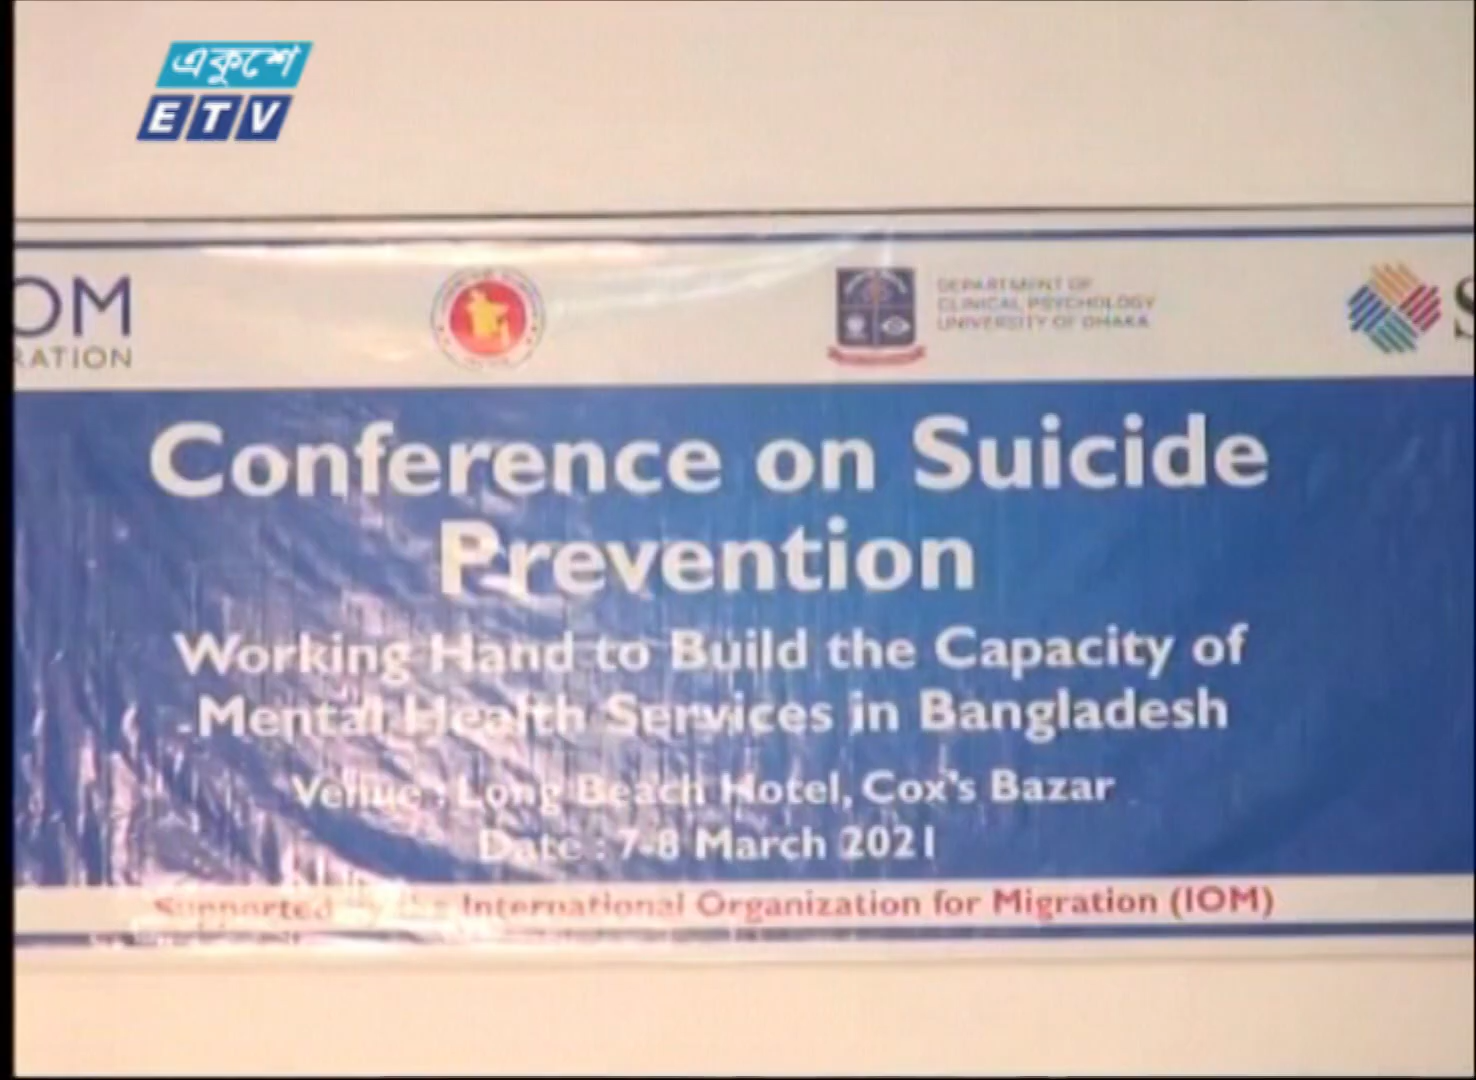 একুশে
ETV
OM
RATION
DEPARTMENT OF
CLINICAL PSYCHOLOGY
UNIVERSITY OF DHAKA
S
Conference on Suicide
Prevention
Working Hand to Build the Capacity of
Mental Health Services in Bangladesh
Venue : Long Beach Hotel, Cox's Bazar
Date : 7-8 March 2021
Supported by the International Organization for Migration (IOM)